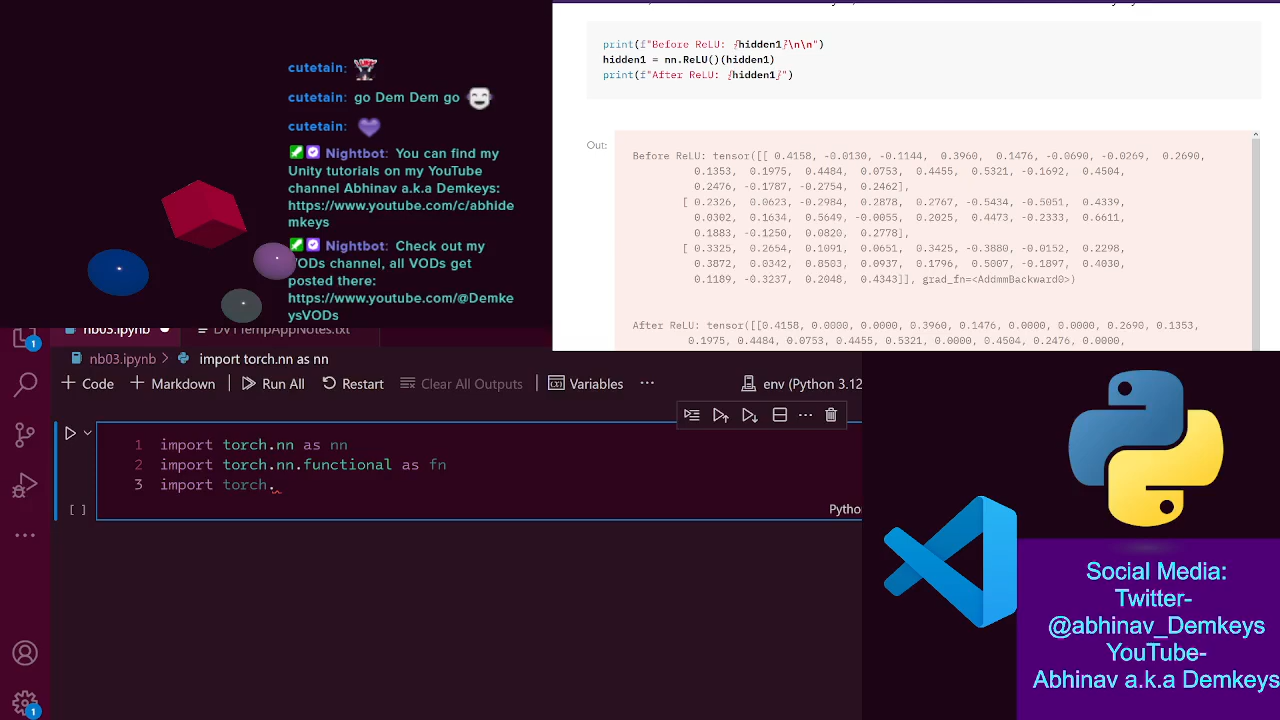 cutetain:
cutetain: go Dem Dem go
cutetain:
Nightbot: You can find my
Unity tutorials on my YouTube
channel Abhinav a.k.a Demkeys:
https://www.youtube.com/c/abhide
mkeys
Nightbot: Check out my
VODs channel, all VODs get
posted there:
https://www.youtube.com/@Demke
ysVODs
print(f"Before ReLU: {hidden1}\n\n")
hidden1 = nn.ReLU()(hidden1)
print(f"After ReLU: {hidden1}")
Out:
Before ReLU: tensor([[ 0.4158, -0.0130, -0.1144, 0.3960, 0.1476, -0.0690, -0.0269, 0.2690,
0.1353, 0.1975, 0.4484, 0.0753, 0.4455, 0.5321, -0.1692, 0.4504,
0.2476, -0.1787, -0.2754, 0.2462],
[ 0.2326, 0.0623, -0.2984, 0.2878, 0.2767, -0.5434, -0.5051, 0.4339,
0.0302, 0.1634, 0.5649, -0.0055, 0.2025, 0.4473, -0.2333, 0.6611,
0.1883, -0.1250, 0.0820, 0.2778],
[ 0.3325, 0.2654, 0.1091, 0.0651, 0.3425, -0.3880, -0.0152, 0.2298,
0.3872, 0.0342, 0.8503, 0.0937, 0.1796, 0.5007, -0.1897, 0.4030,
0.1189, -0.3237, 0.2048, 0.4343]], grad_fn=<AddmmBackward0>)
After ReLU: tensor([[0.4158, 0.0000, 0.0000, 0.3960, 0.1476, 0.0000, 0.0000, 0.2690, 0.1353,
0.1975, 0.4484, 0.0753, 0.4455, 0.5321, 0.0000, 0.4504, 0.2476, 0.0000,
nb03.ipynb DVTTempAppNotes.txt
nb03.ipynb > import torch.nn as nn
+ Code + Markdown Run All Restart Clear All Outputs Variables ··· env (Python 3.12
1 import torch.nn as nn
2 import torch.nn.functional as fn
3 import torch.
[ ] Pythor
1
1
Social Media:
Twitter-
@abhinav_Demkeys
YouTube-
Abhinav a.k.a Demkeys